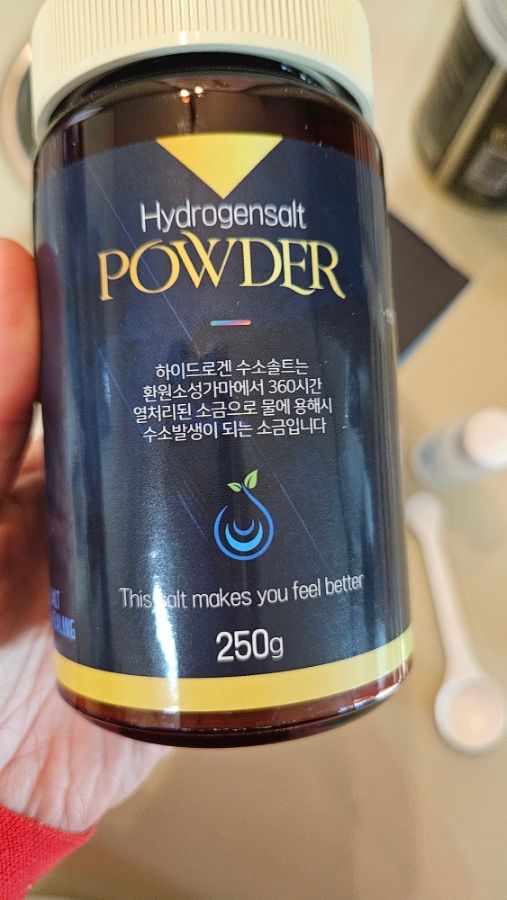 Hydrogensalt
POWDER
하이드로겐 수소솔트는
환원소성가마에서 360시간
열처리된 소금으로 물에 용해시
수소발생이 되는 소금입니다
This salt makes you feel better
250g